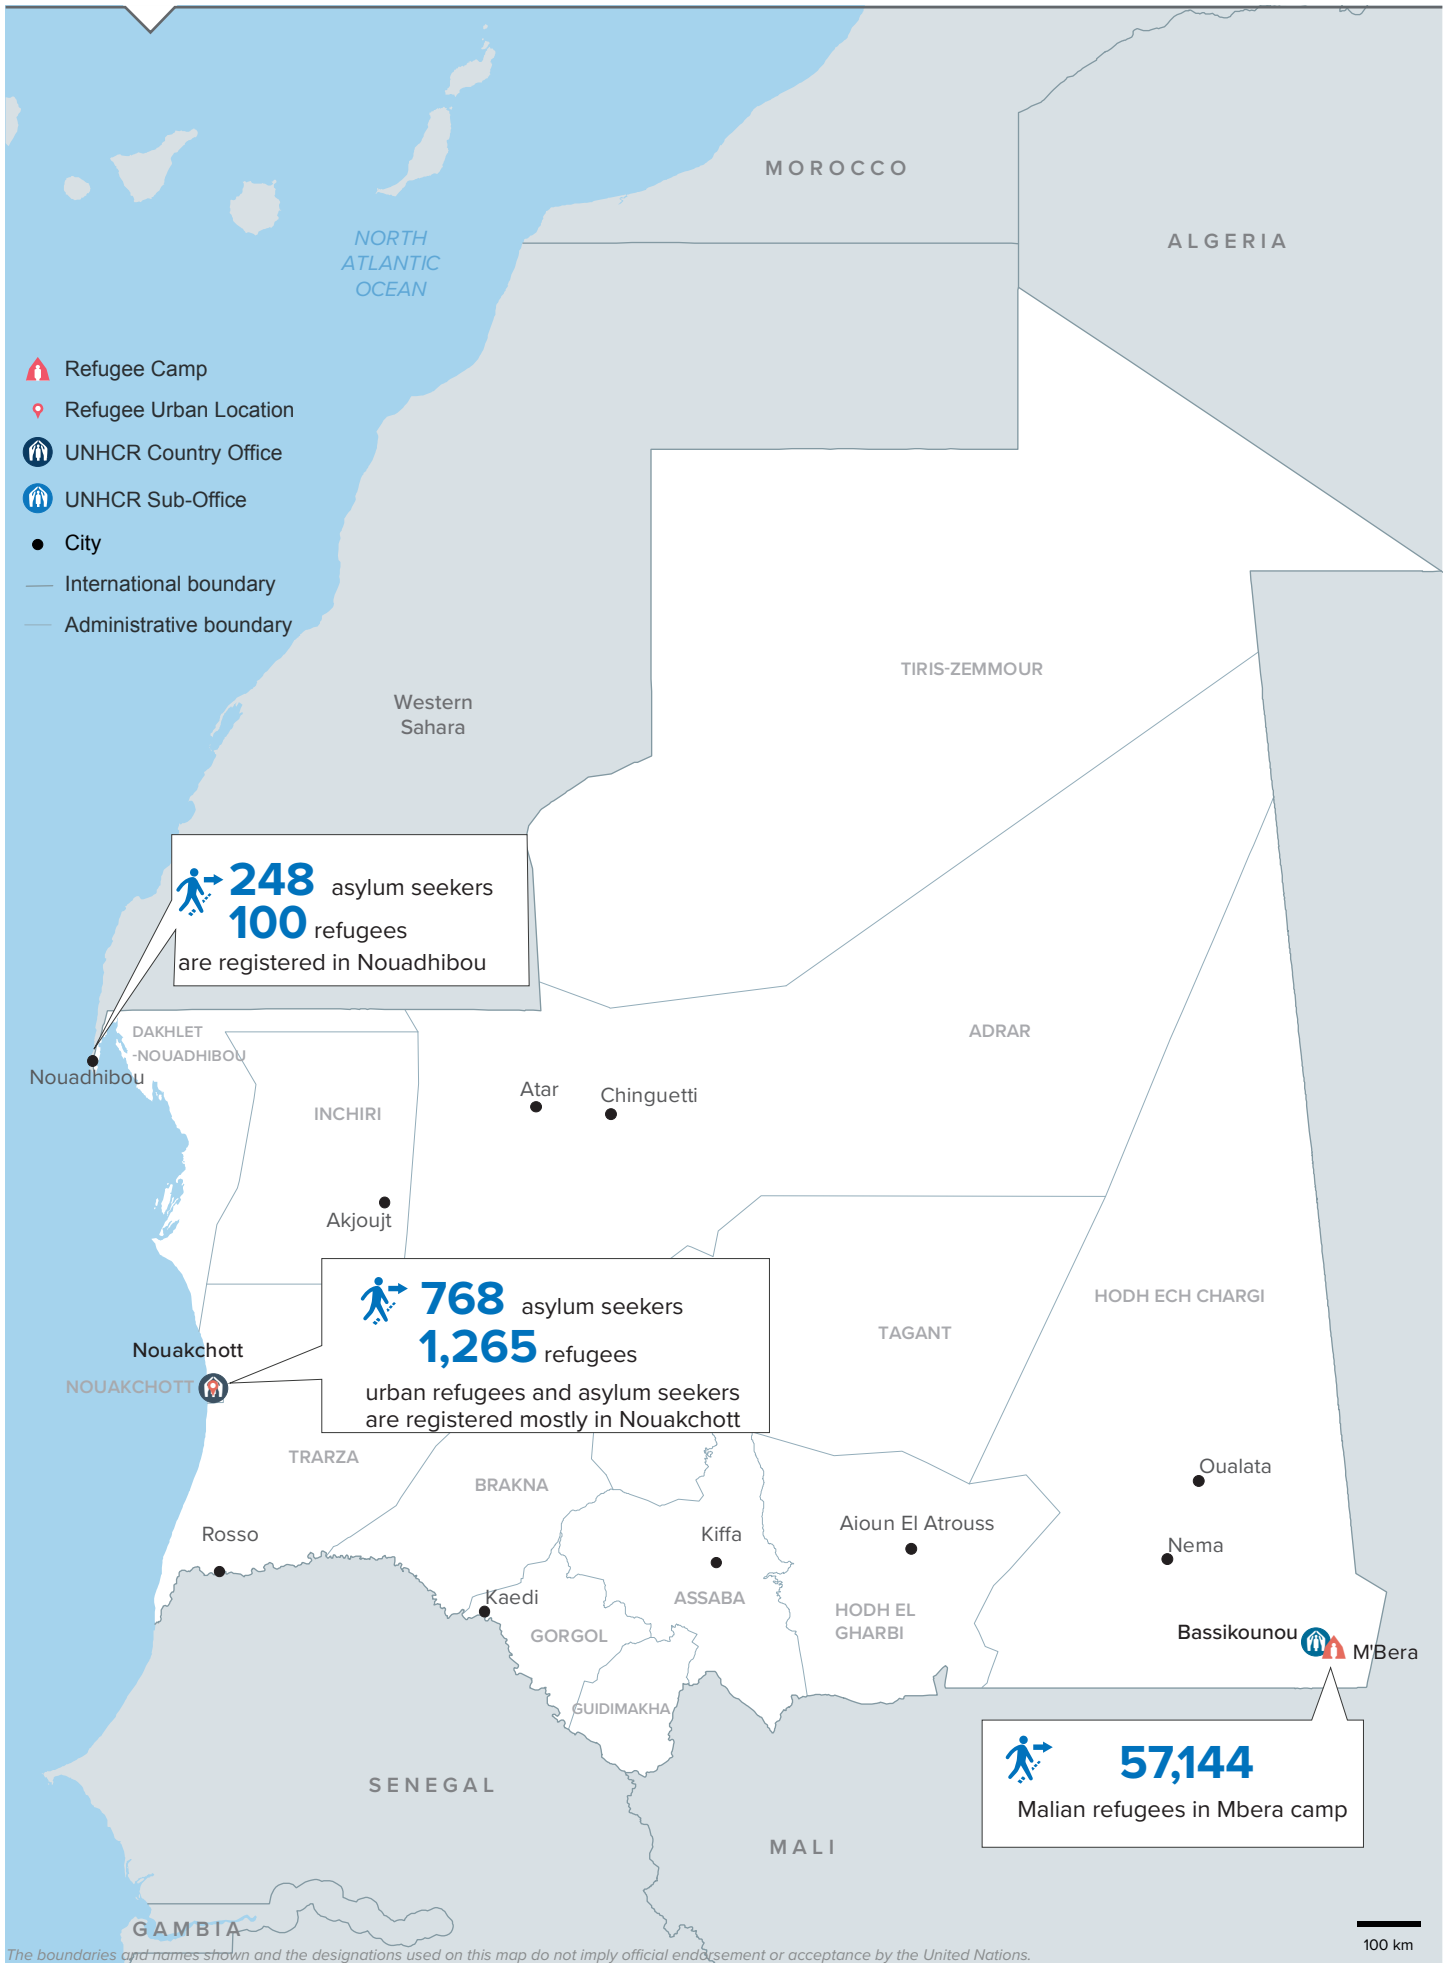 MOROCCO
ALGERIA
NORTH
ATLANTIC
OCEAN
Refugee Camp
Refugee Urban Location
UNHCR Country Office
UNHCR Sub-Office
City
International boundary
Administrative boundary
TIRIS-ZEMMOUR
Western
Sahara
248 asylum seekers
100 refugees
are registered in Nouadhibou
DAKHLET
-NOUADHIBOU
Nouadhibou
ADRAR
Atar
Chinguetti
INCHIRI
Akjoujt
768 asylum seekers
1,265 refugees
urban refugees and asylum seekers
are registered mostly in Nouakchott
HODH ECH CHARGI
TAGANT
Nouakchott
NOUAKCHOTT
TRARZA
BRAKNA
Oualata
Rosso
Kiffa
Aioun El Atrouss
Nema
Kaedi
ASSABA
HODH EL
GHARBI
GORGOL
Bassikounou
M'Bera
GUIDIMAKHA
57,144
Malian refugees in Mbera camp
SENEGAL
MALI
GAMBIA
100 km
The boundaries and names shown and the designations used on this map do not imply official endorsement or acceptance by the United Nations.